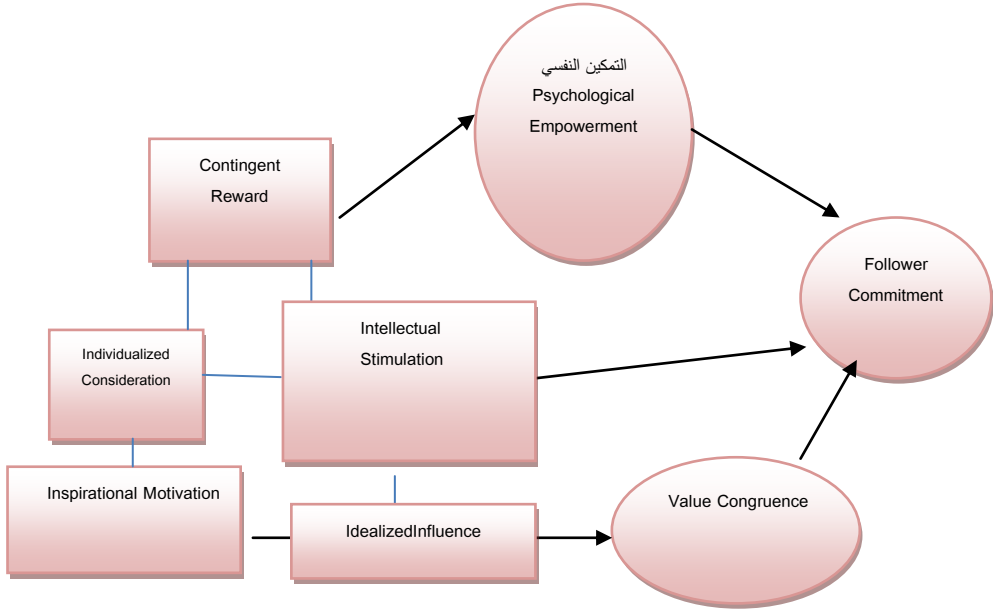 التمكين النفسي
Psychological
Empowerment
Contingent
Reward
Follower
Commitment
Intellectual
Stimulation
Individualized
Consideration
Inspirational Motivation
IdealizedInfluence
Value Congruence